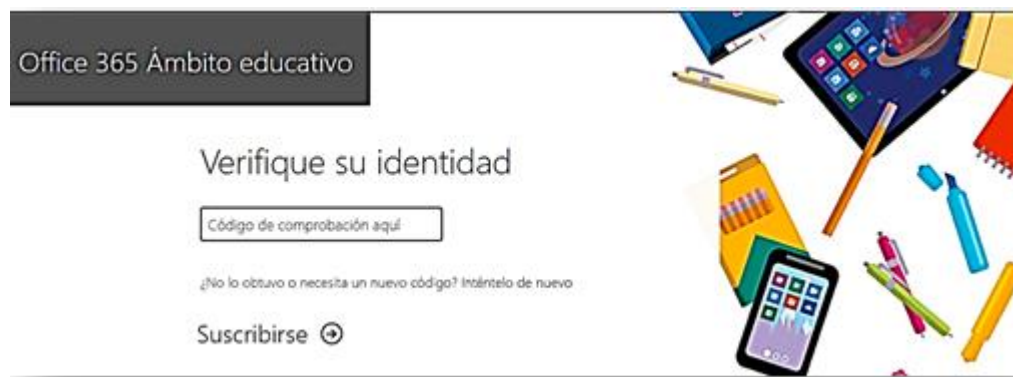 Office 365 Ámbito educativo
Verifique su identidad
Código de comprobación aquí
¿No lo obtuvo o necesita un nuevo código? Inténtelo de nuevo
Suscribirse